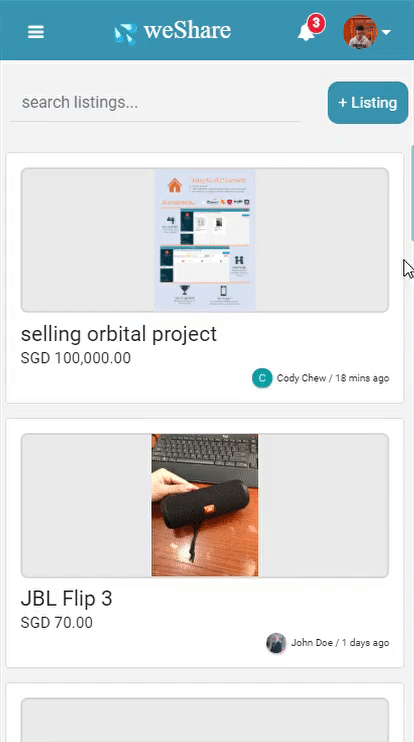 weShare
3
search listings...
+ Listing
selling orbital project
SGD 100,000.00
C
Cody Chew / 18 mins ago
JBL
JBL Flip 3
SGD 70.00
John Doe / 1 days ago